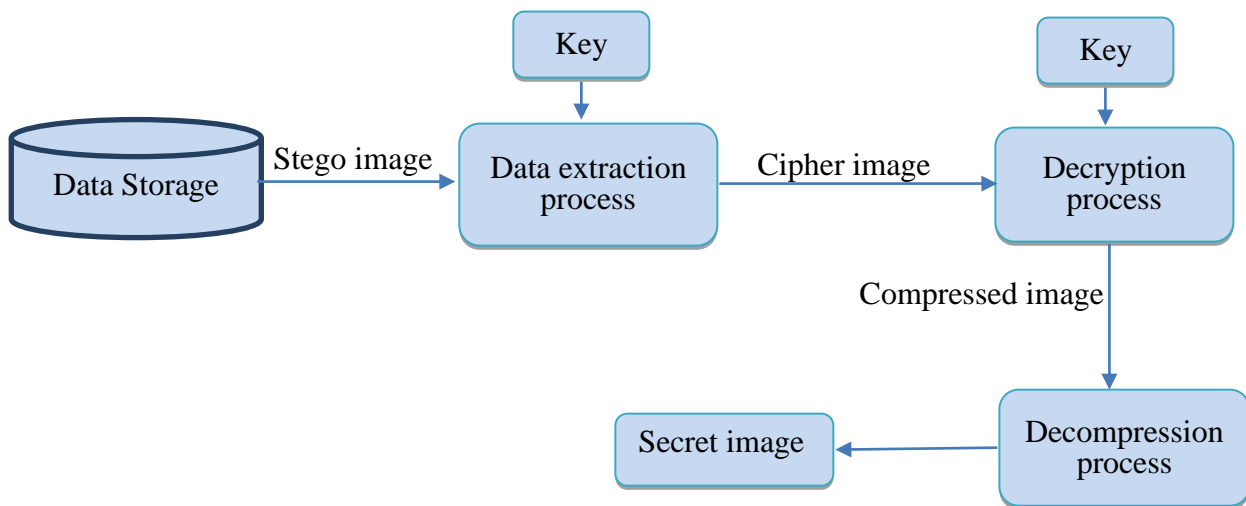 Key
Key
Data Storage
Stego image
Data extraction
process
Cipher image
Decryption
process
Compressed image
Secret image
Decompression
process